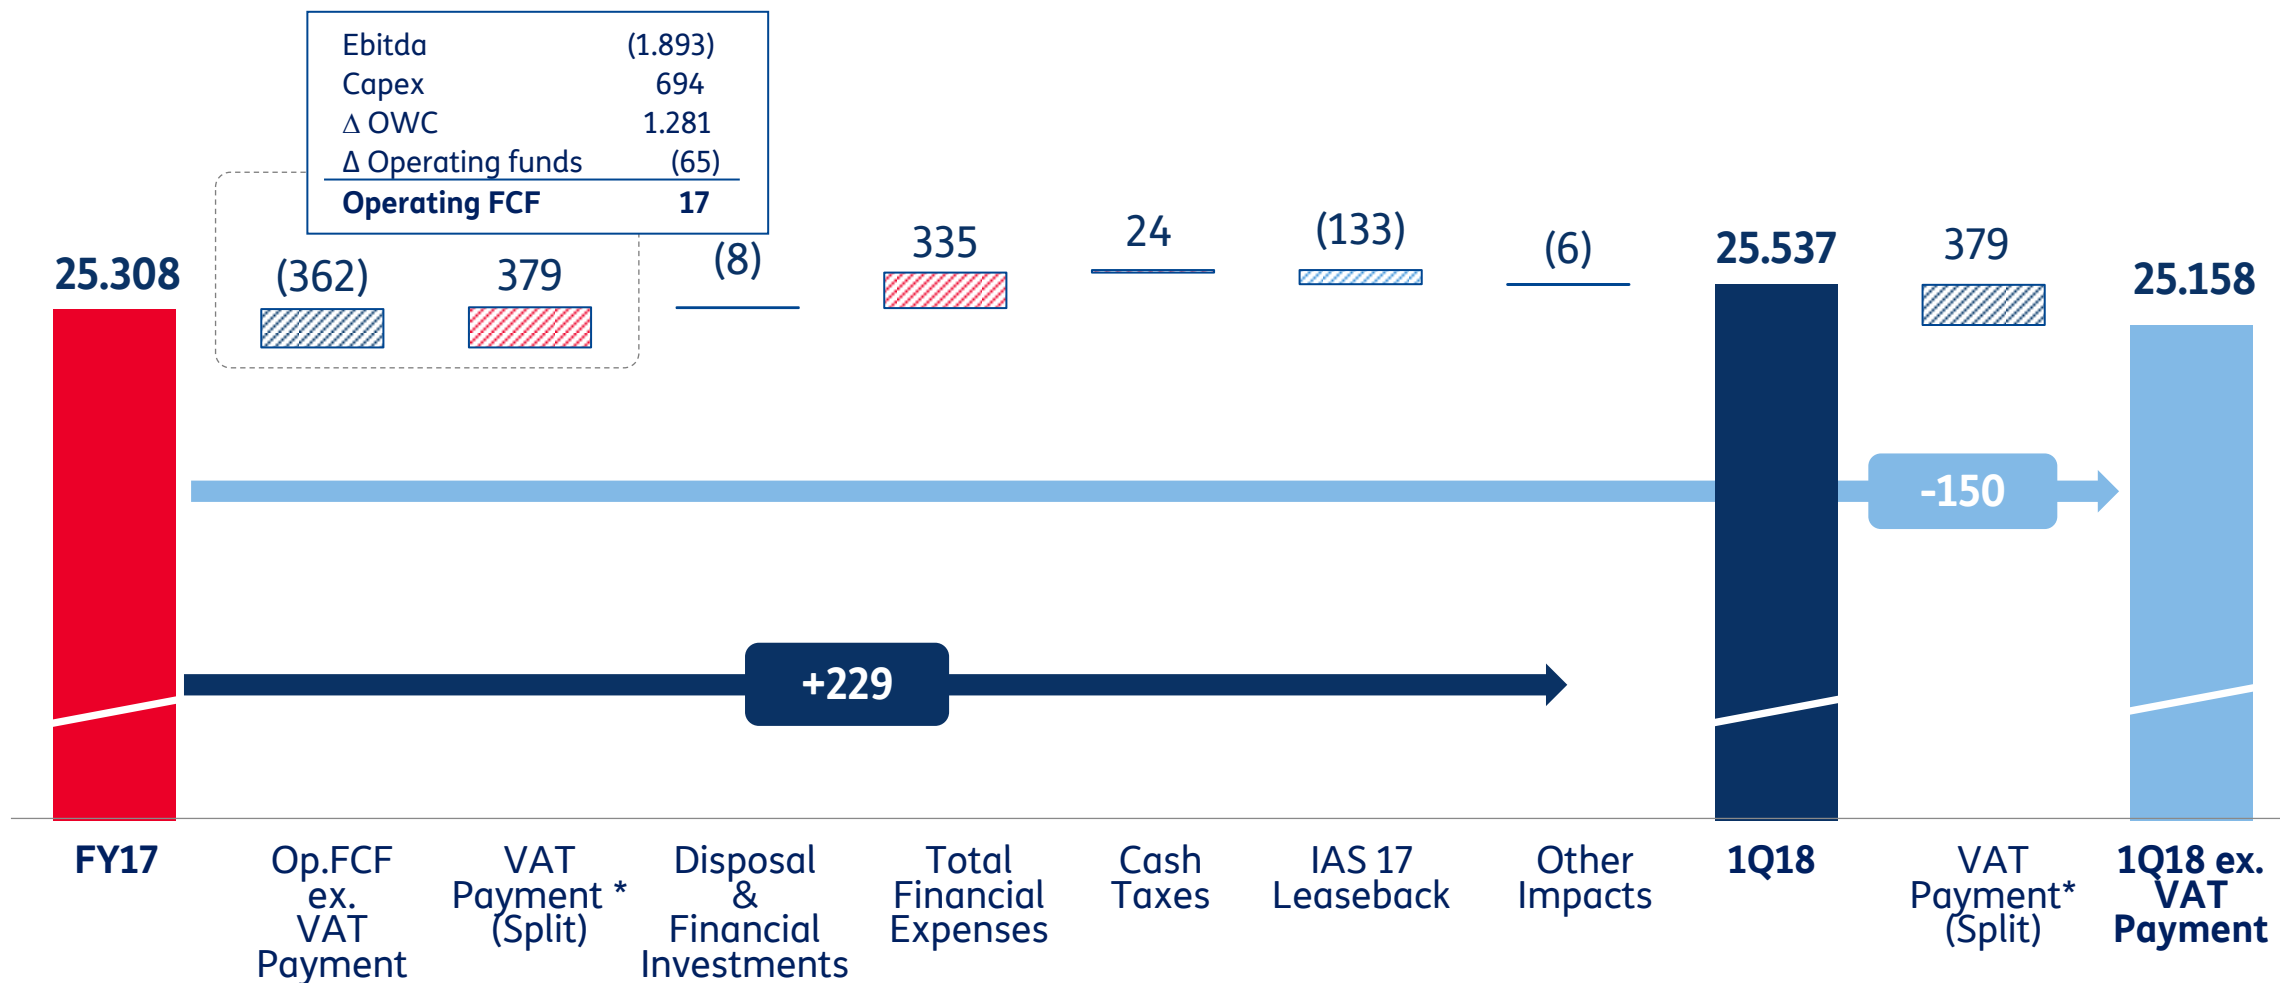 Ebitda (1.893)
Capex 694
Δ OWC 1.281
Δ Operating funds (65)
Operating FCF 17
25.308
(362)
379
(8)
335
24
(133)
(6)
25.537
379
25.158
-150
+229
FY17
Op.FCF
ex.
VAT
Payment
VAT
Payment *
(Split)
Disposal
&
Financial
Investments
Total
Financial
Expenses
Cash
Taxes
IAS 17
Leaseback
Other
Impacts
1Q18
VAT
Payment*
(Split)
1Q18 ex.
VAT
Payment